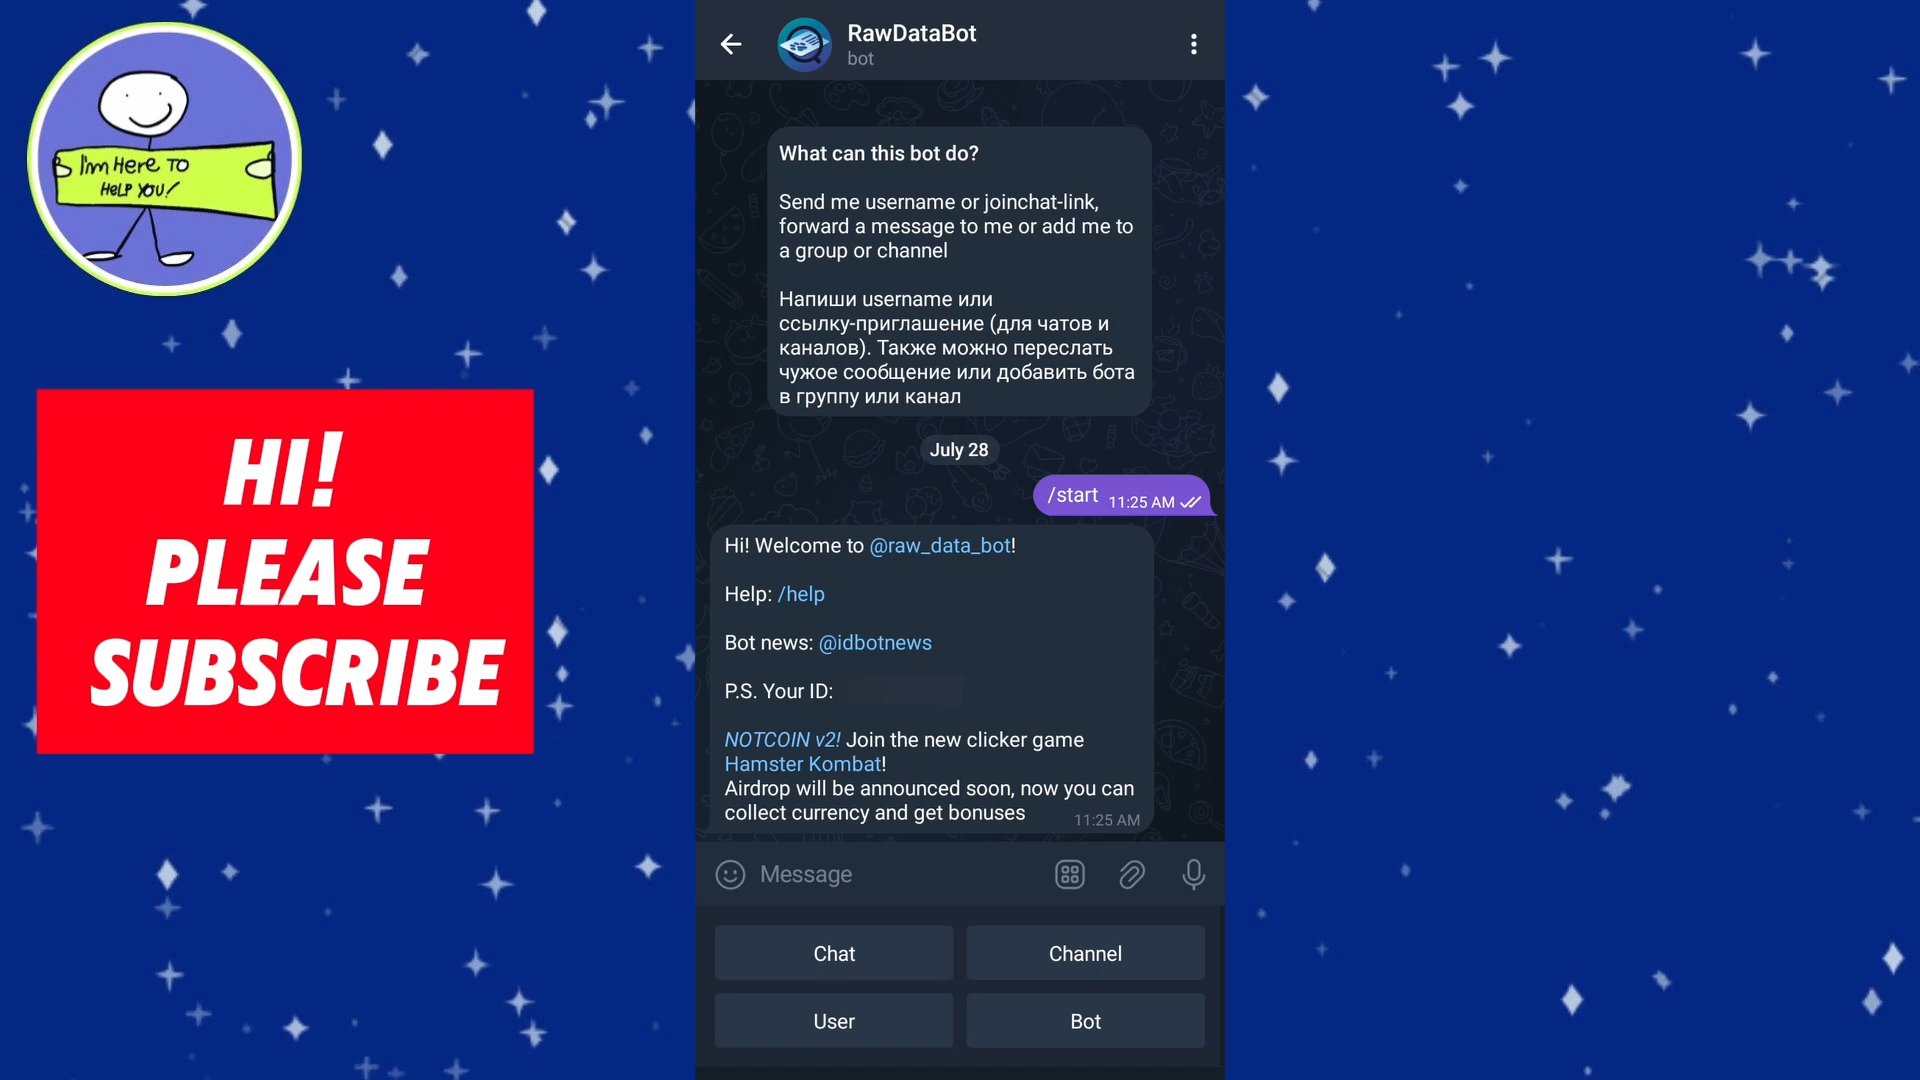 I'm Here To
HeLP YOU!
HI!
PLEASE
SUBSCRIBE
RawDataBot
bot
What can this bot do?
Send me username or joinchat-link,
forward a message to me or add me to
a group or channel
Напиши username или
ссылку-приглашение (для чатов и
каналов). Также можно переслать
чужое сообщение или добавить бота
в группу или канал
July 28
/start 11:25 AM
Hi! Welcome to @raw_data_bot!
Help: /help
Bot news: @idbotnews
P.S. Your ID:
NOTCOIN v2! Join the new clicker game
Hamster Kombat!
Airdrop will be announced soon, now you can
collect currency and get bonuses 11:25 AM
Message
Chat Channel
User Bot